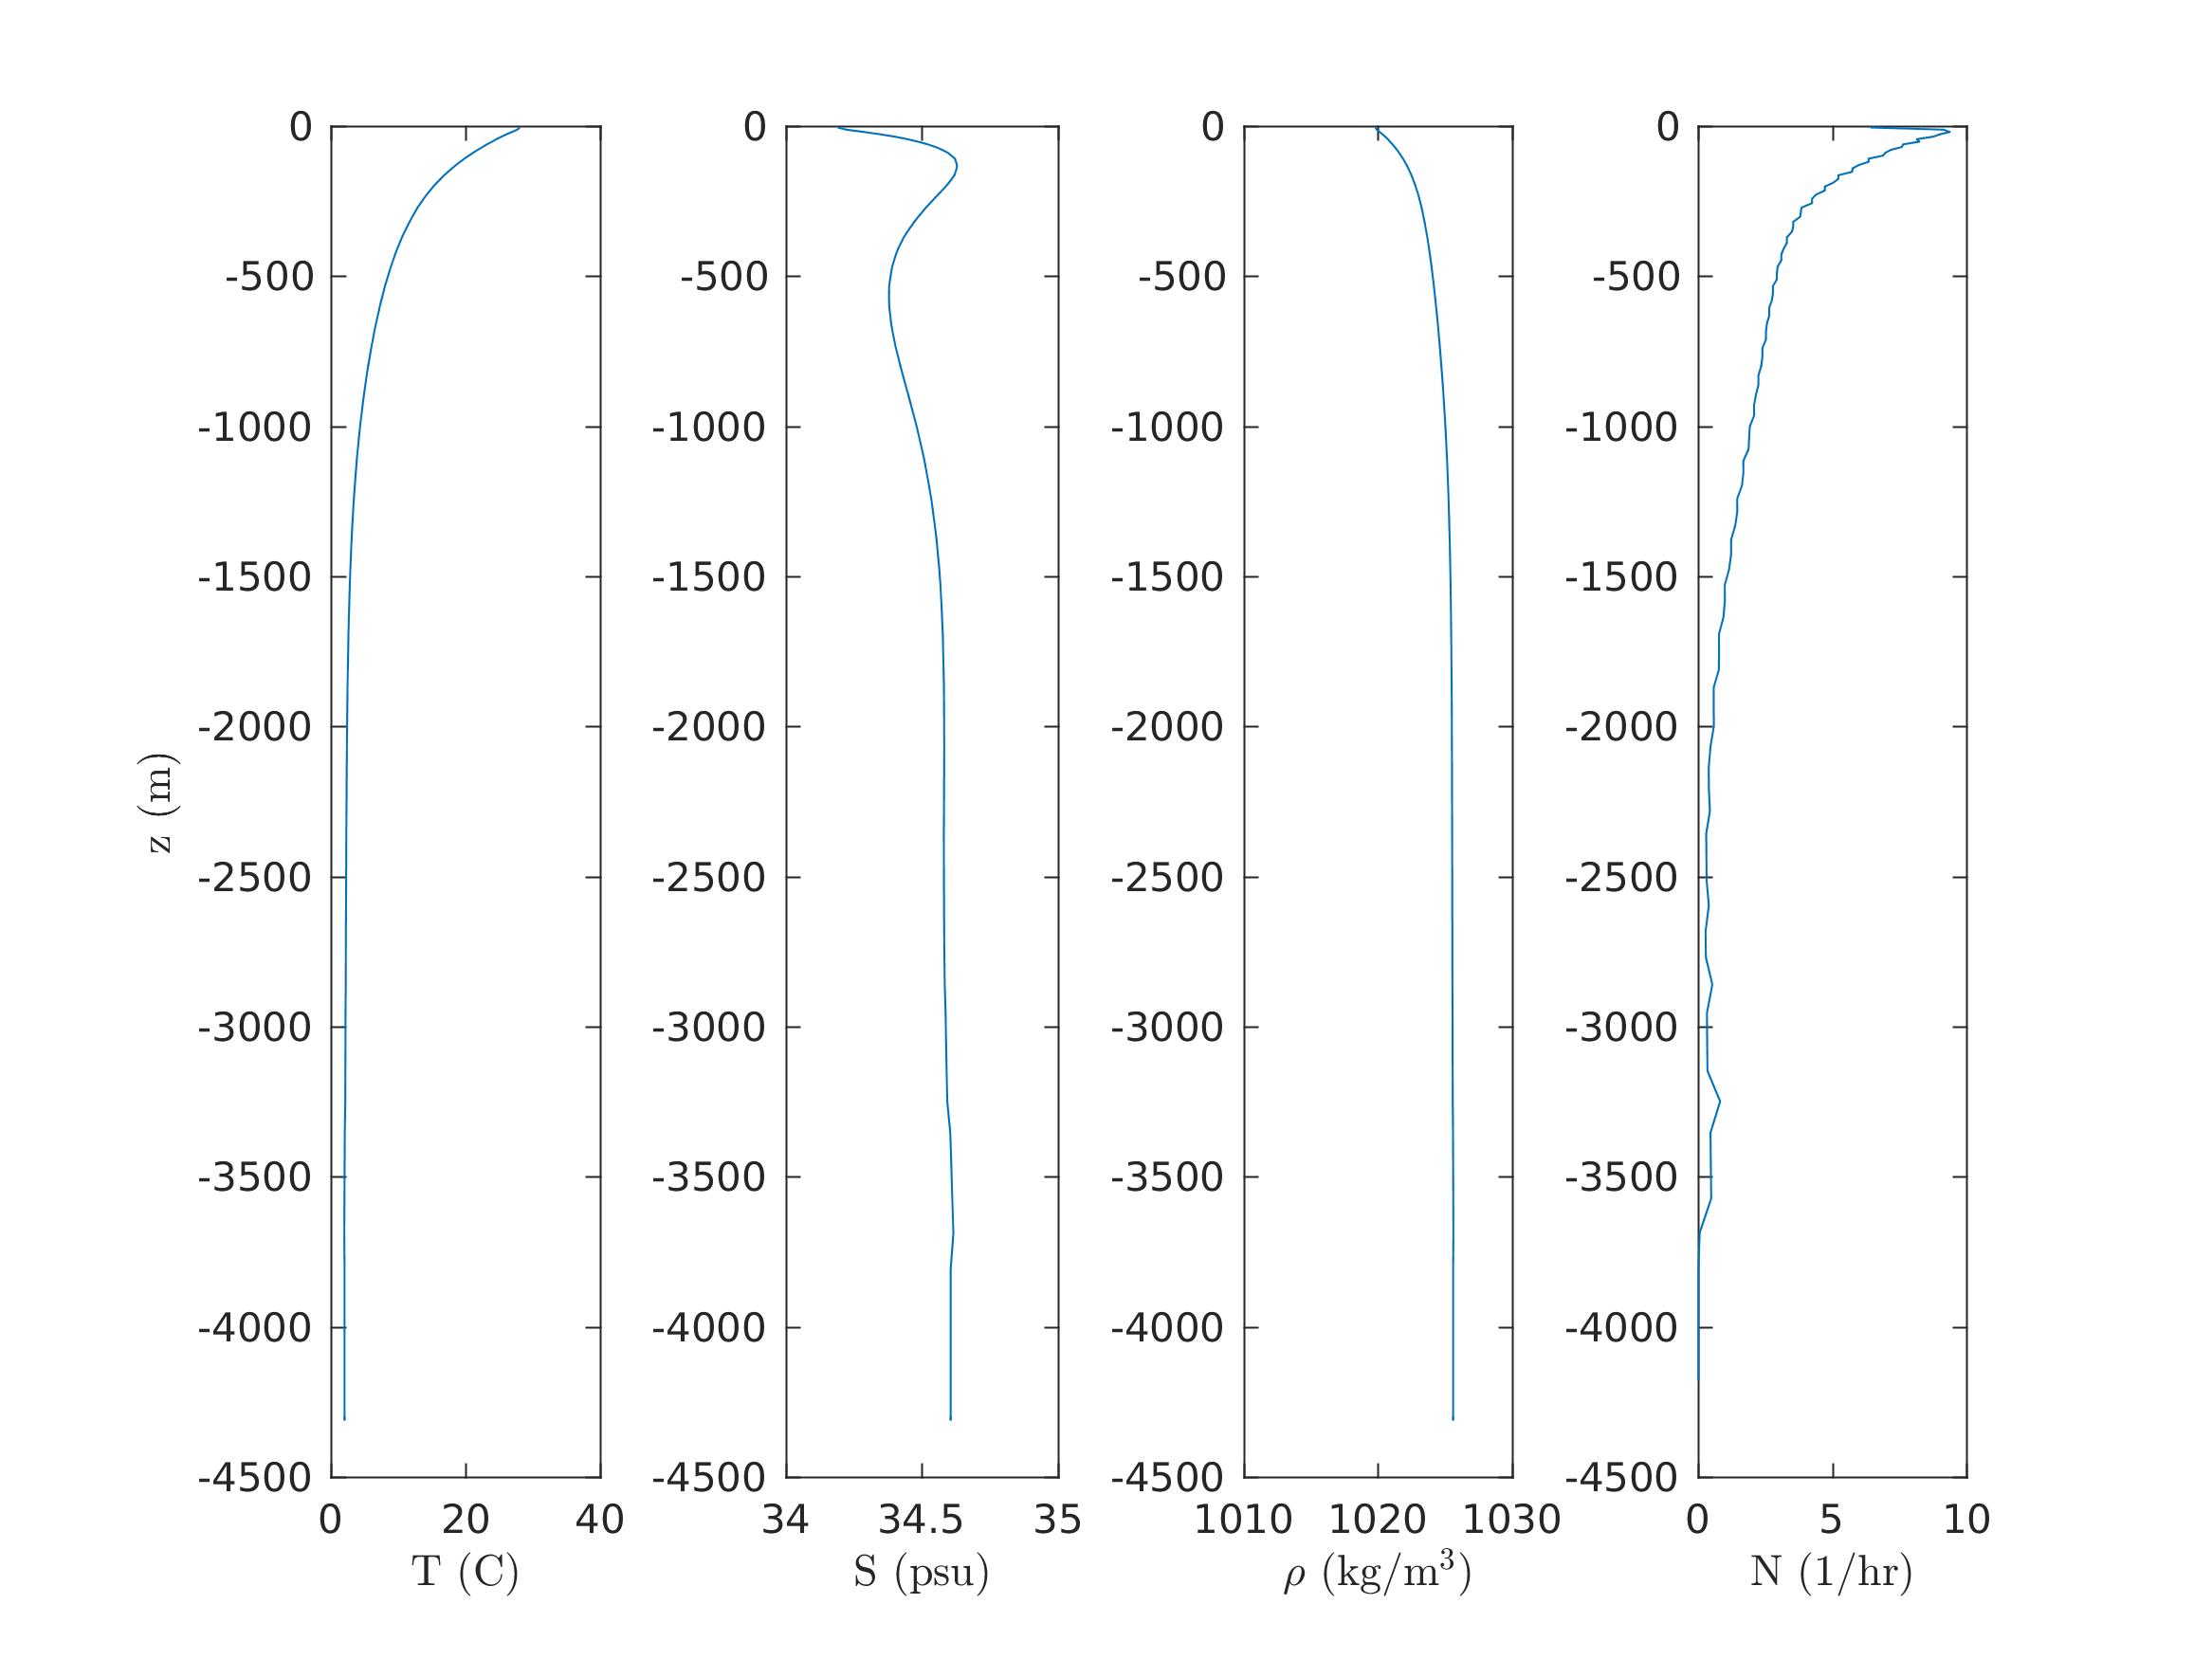 0 0 0 0
-500 -500 -500 -500
-1000 -1000 -1000 -1000
-1500 -1500 -1500 -1500
-2000 -2000 -2000 -2000
z (m)
-2500 -2500 -2500 -2500
-3000 -3000 -3000 -3000
-3500 -3500 -3500 -3500
-4000 -4000 -4000 -4000
-4500 -4500 -4500 -4500
0 20 40 34 34.5 35 1010 1020 1030 0 5 10
T (C) S (psu) ρ (kg/m³) N (1/hr)